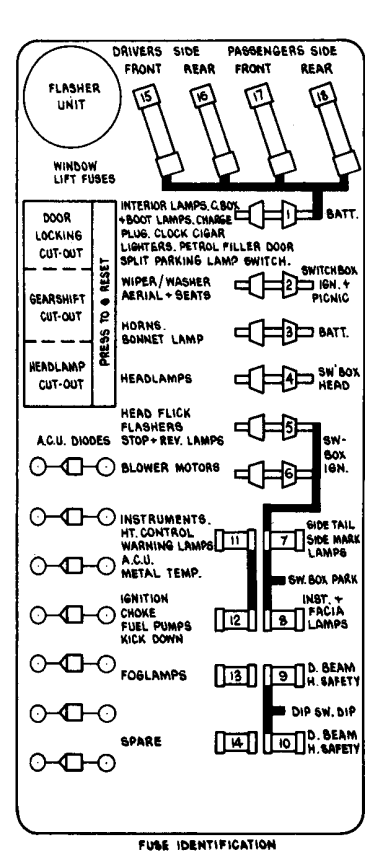 DRIVERS SIDE PASSENGERS SIDE
FRONT REAR FRONT REAR
FLASHER
UNIT
15 16 17 18
WINDOW
LIFT FUSES
DOOR
LOCKING
CUT-OUT
GEARSHIFT
CUT-OUT
HEADLAMP
CUT-OUT
PRESS TO RESET
INTERIOR LAMPS. G.BOX
+ BOOT LAMPS. CHARGE
PLUG. CLOCK CIGAR
LIGHTERS. PETROL FILLER DOOR
SPLIT PARKING LAMP SWITCH.
1 BATT.
WIPER/WASHER
AERIAL + SEATS
2
SWITCHBOX
IGN. +
PICNIC
HORNS.
BONNET LAMP
3 BATT.
HEADLAMPS
4
SW'BOX
HEAD
HEAD FLICK
FLASHERS
STOP + REV. LAMPS
5
SW-
BOX
IGN.
A.C.U. DIODES
BLOWER MOTORS
6
INSTRUMENTS.
HT. CONTROL
WARNING LAMPS
A.C.U.
METAL TEMP.
11 7
SIDE TAIL
SIDE MARK
LAMPS
SW. BOX PARK
IGNITION
CHOKE
FUEL PUMPS
KICK DOWN
12 8
INST. +
FACIA
LAMPS
FOGLAMPS
13 9
D. BEAM
H. SAFETY
DIP SW. DIP
SPARE
14 10
D. BEAM
H. SAFETY
FUSE IDENTIFICATION